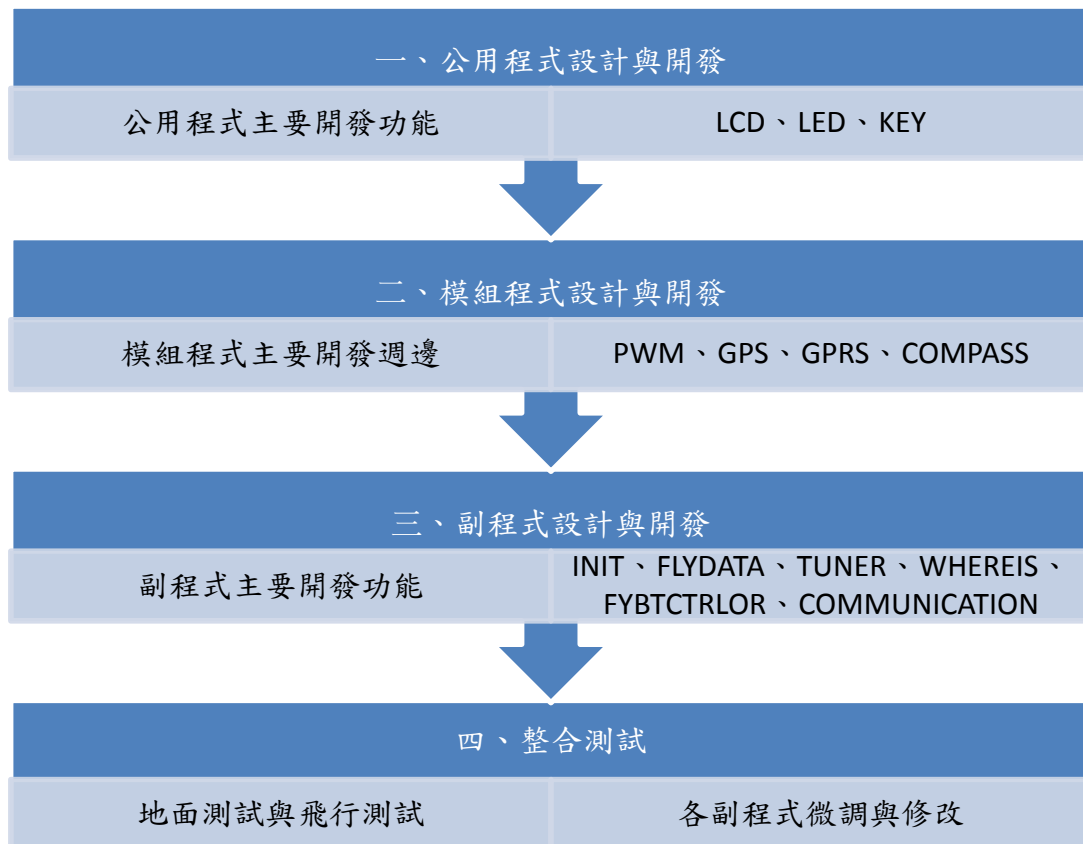 一、公用程式設計與開發
公用程式主要開發功能
LCD、LED、KEY
二、模組程式設計與開發
模組程式主要開發週邊
PWM、GPS、GPRS、COMPASS
三、副程式設計與開發
副程式主要開發功能
INIT、FLYDATA、TUNER、WHEREIS、
FYBTCTRLOR、COMMUNICATION
四、整合測試
地面測試與飛行測試
各副程式微調與修改